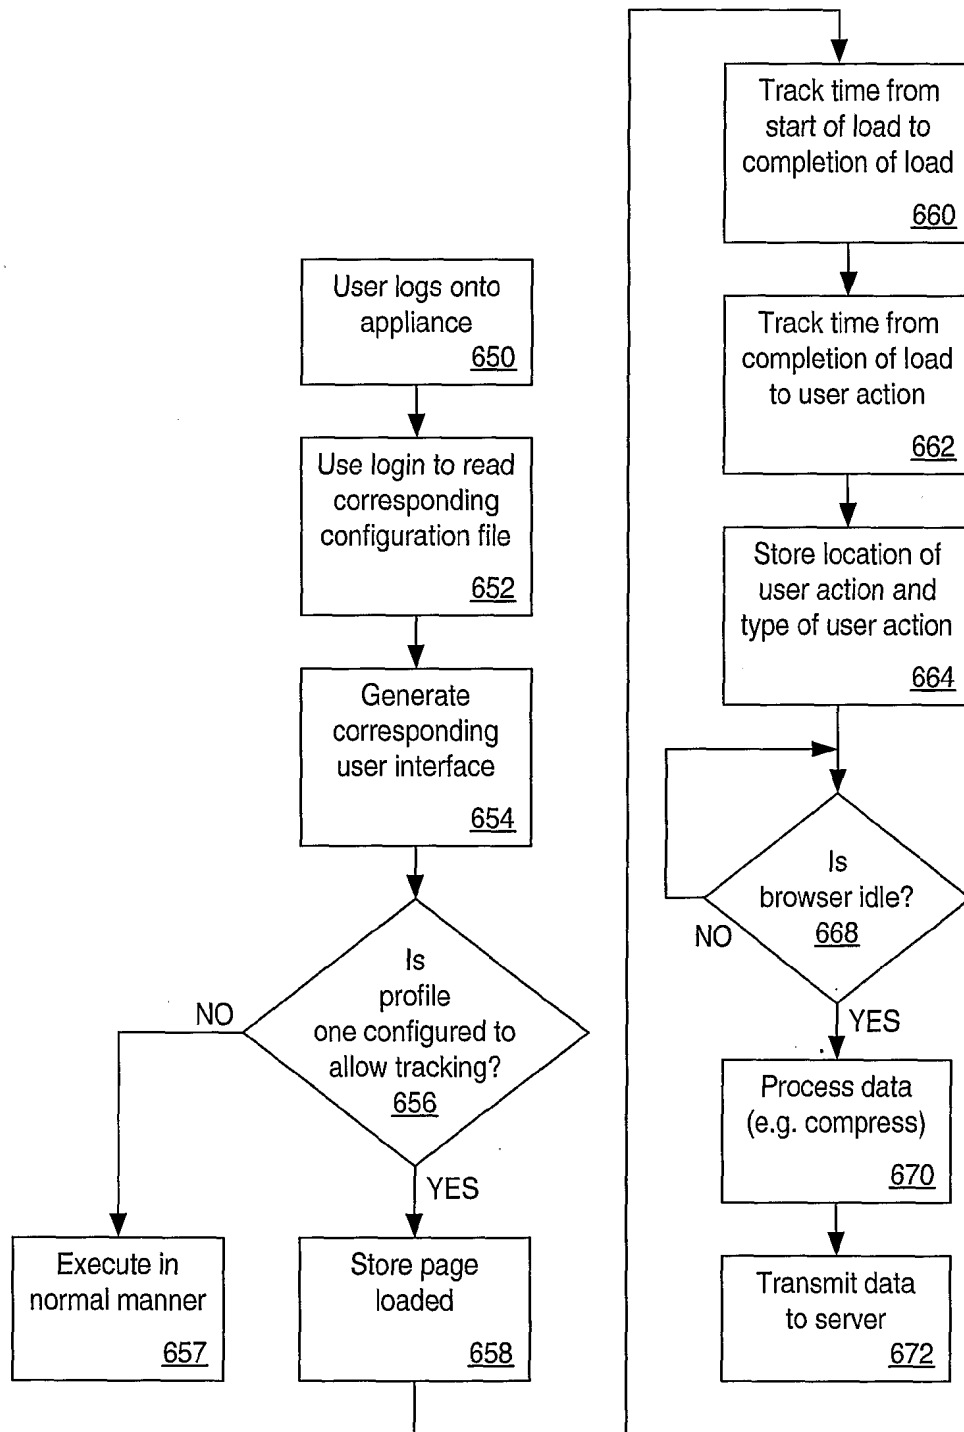 User logs onto
appliance
650
Use login to read
corresponding
configuration file
652
Generate
corresponding
user interface
654
Is
profile
one configured to
allow tracking?
656
NO
YES
Execute in
normal manner
657
Store page
loaded
658
Track time from
start of load to
completion of load
660
Track time from
completion of load
to user action
662
Store location of
user action and
type of user action
664
Is
browser idle?
668
NO
YES
Process data
(e.g. compress)
670
Transmit data
to server
672